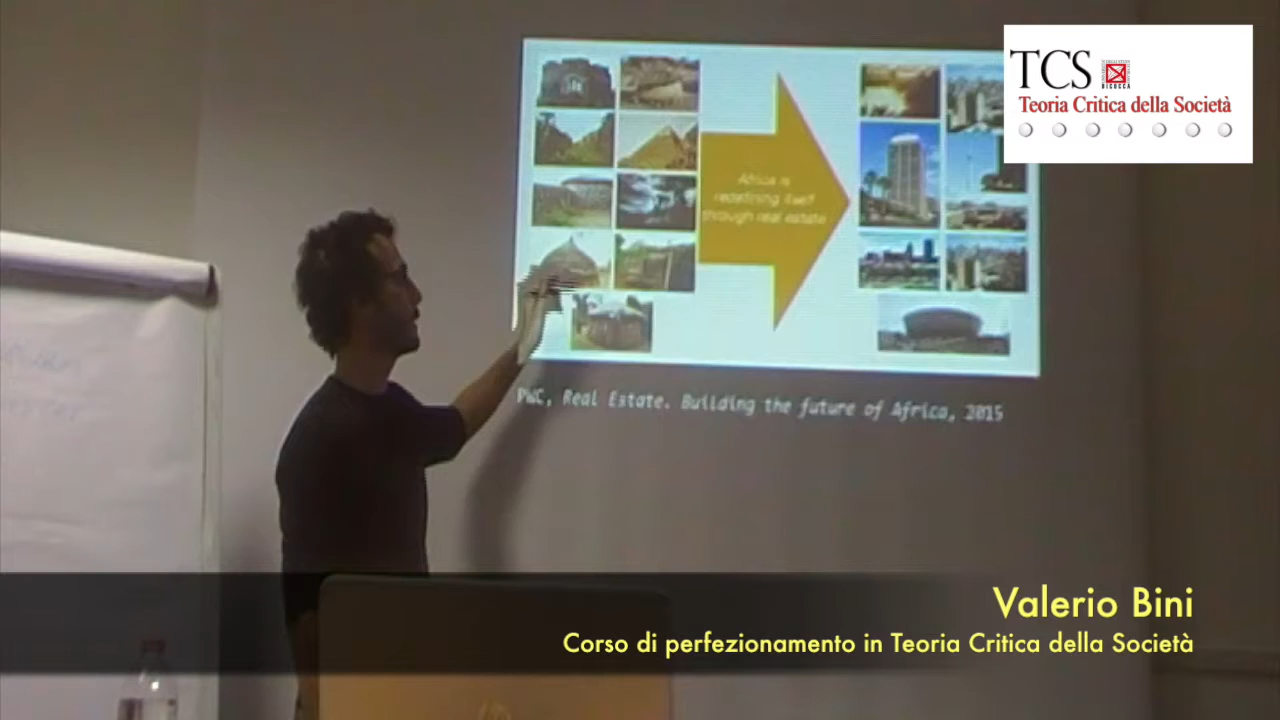 TCS
BICOCCA
Teoria Critica della Società
Africa is
redefining itself
through real estate
PWC, Real Estate. Building the future of Africa, 2015
Valerio Bini
Corso di perfezionamento in Teoria Critica della Società